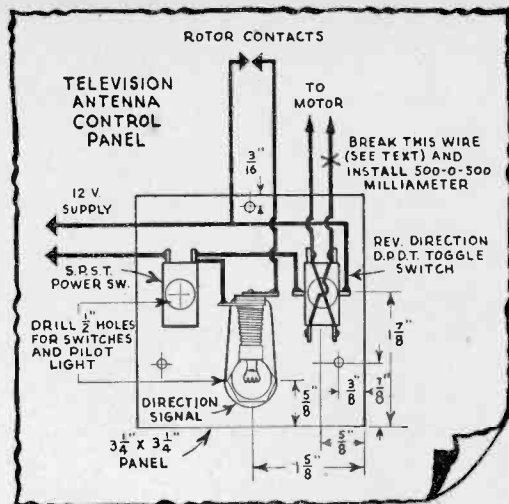 ROTOR CONTACTS
TELEVISION
ANTENNA
CONTROL
PANEL
TO
MOTOR
BREAK THIS WIRE
(SEE TEXT) AND
INSTALL 500-0-500
MILLIAMETER
3/16"
12 V.
SUPPLY
REV. DIRECTION
D.P.D.T. TOGGLE
SWITCH
S.P.S.T.
POWER SW.
DRILL 1/2" HOLES
FOR SWITCHES
AND PILOT
LIGHT
1 7/8"
DIRECTION
SIGNAL
5/8"
3/8"
7/8"
3 1/4" X 3 1/4"
PANEL
5/8"
1 5/8"